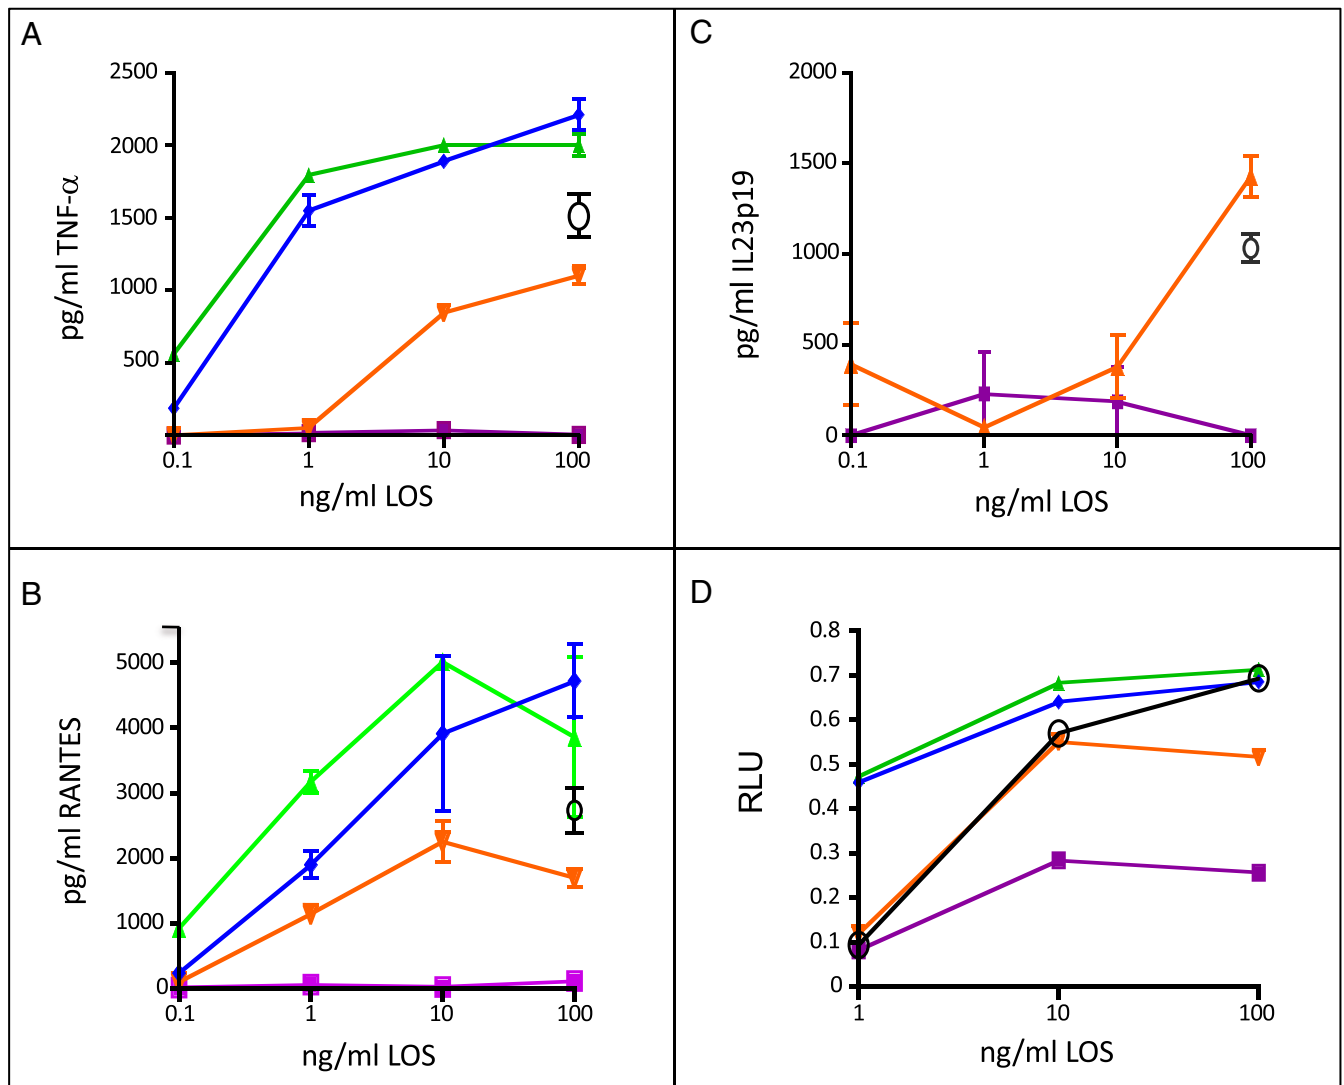 A
2500
2000
1500
1000
500
pg/ml TNF-α
0.1 1 10 100
ng/ml LOS
C
2000
1500
1000
500
0
pg/ml IL23p19
0.1 1 10 100
ng/ml LOS
B
5000
4000
3000
2000
1000
0
pg/ml RANTES
0.1 1 10 100
ng/ml LOS
D
0.8
0.7
0.6
0.5
0.4
0.3
0.2
0.1
0
RLU
1 10 100
ng/ml LOS